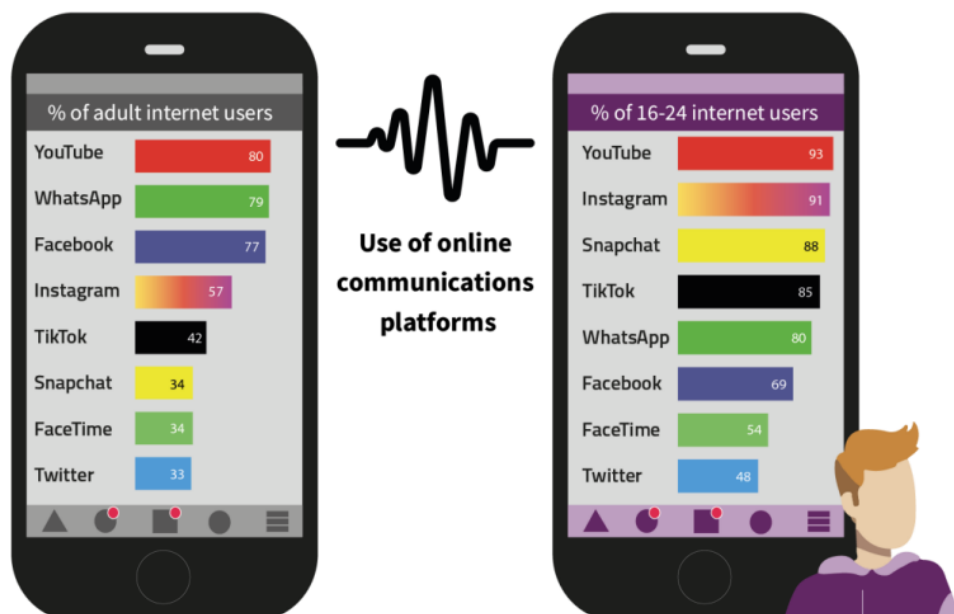 % of adult internet users
YouTube 80
WhatsApp 79
Facebook 77
Instagram 57
TikTok 42
Snapchat 34
FaceTime 34
Twitter 33
Use of online
communications
platforms
% of 16-24 internet users
YouTube 93
Instagram 91
Snapchat 88
TikTok 85
WhatsApp 80
Facebook 69
FaceTime 54
Twitter 48